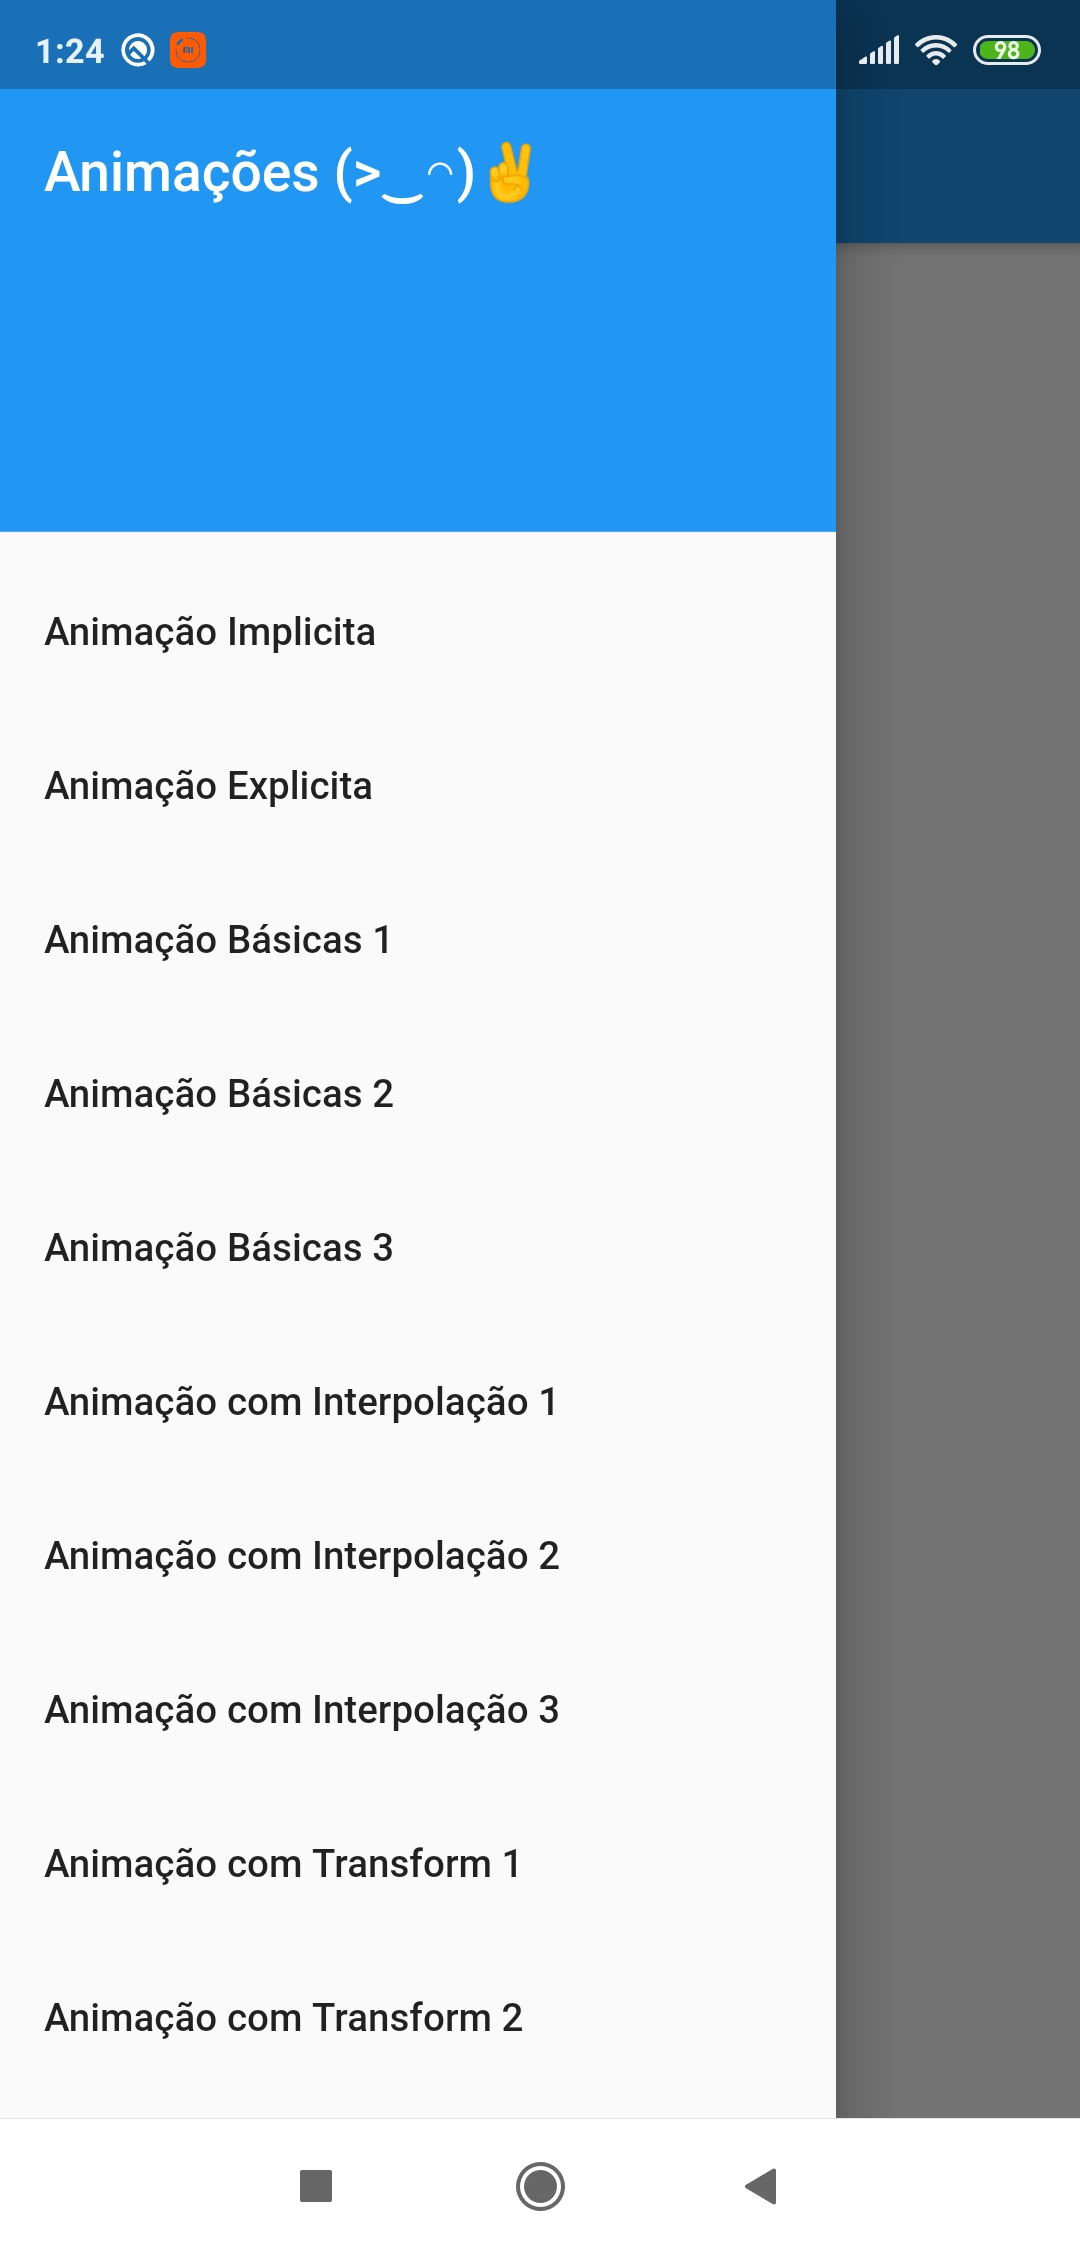 1:24
98
Animações (>‿◠)✌
Animação Implicita
Animação Explicita
Animação Básicas 1
Animação Básicas 2
Animação Básicas 3
Animação com Interpolação 1
Animação com Interpolação 2
Animação com Interpolação 3
Animação com Transform 1
Animação com Transform 2